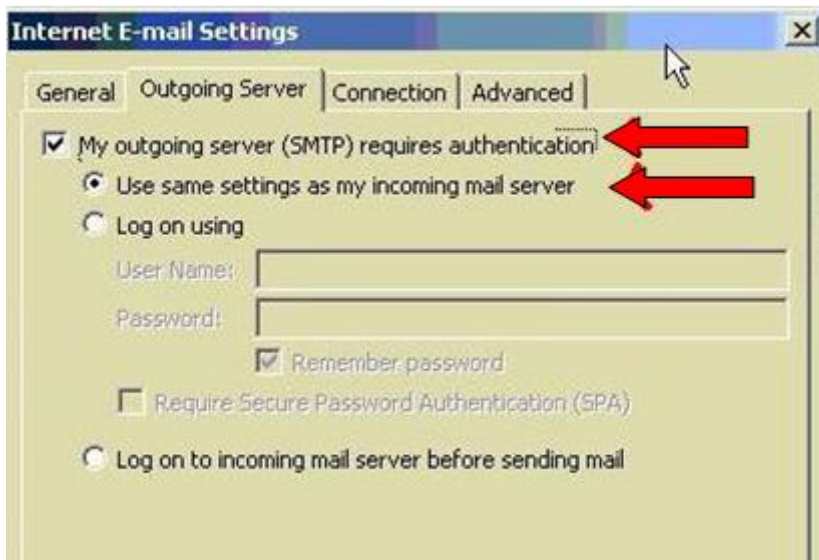 Internet E-mail Settings
General Outgoing Server Connection Advanced
My outgoing server (SMTP) requires authentication
Use same settings as my incoming mail server
Log on using
User Name:
Password:
Remember password
Require Secure Password Authentication (SPA)
Log on to incoming mail server before sending mail